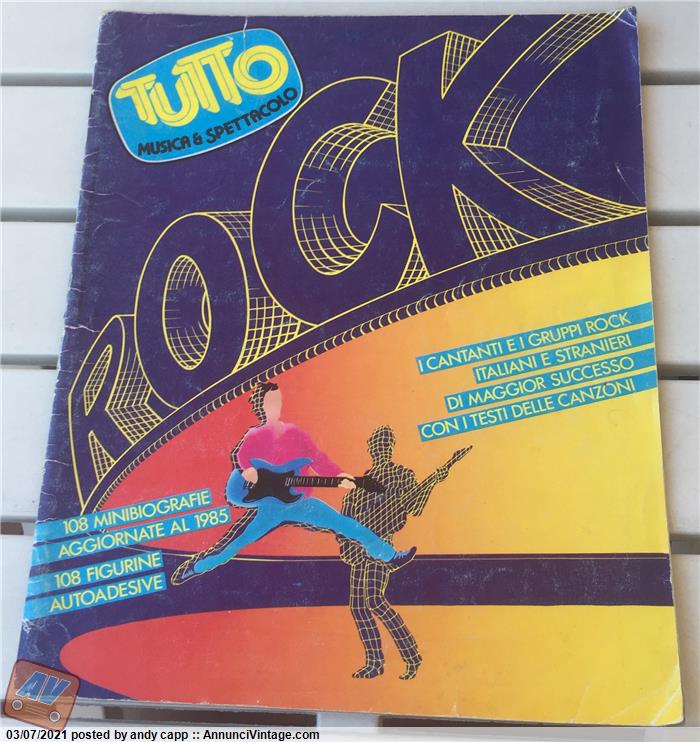 TUTTO
MUSICA & SPETTACOLO
ROCK
I CANTANTI E I GRUPPI ROCK
ITALIANI E STRANIERI
DI MAGGIOR SUCCESSO
CON I TESTI DELLE CANZONI
108 MINIBIOGRAFIE
AGGIORNATE AL 1985
108 FIGURINE
AUTOADESIVE
AV
03/07/2021 posted by andy capp :: AnnunciVintage.com